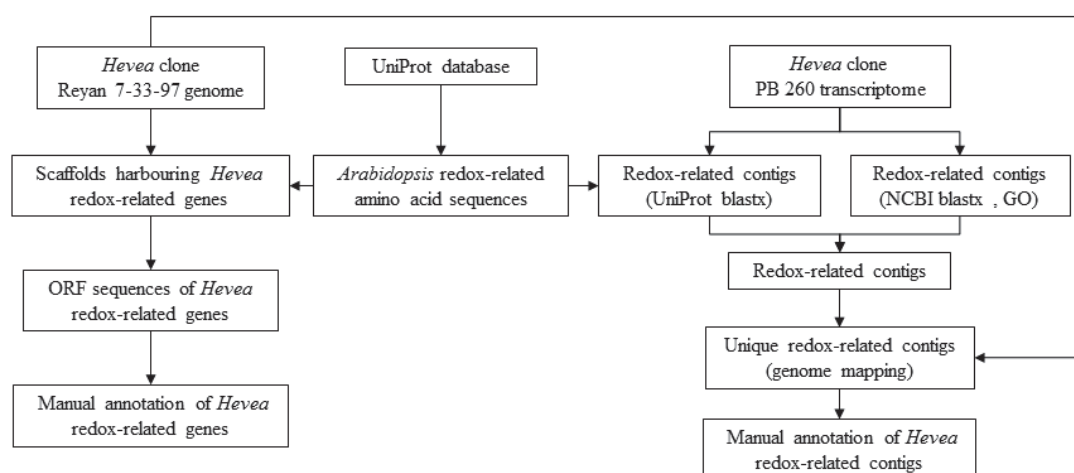 Hevea clone
Reyan 7-33-97 genome
UniProt database
Hevea clone
PB 260 transcriptome
Scaffolds harbouring Hevea
redox-related genes
Arabidopsis redox-related
amino acid sequences
Redox-related contigs
(UniProt blastx)
Redox-related contigs
(NCBI blastx , GO)
ORF sequences of Hevea
redox-related genes
Redox-related contigs
Unique redox-related contigs
(genome mapping)
Manual annotation of Hevea
redox-related genes
Manual annotation of Hevea
redox-related contigs